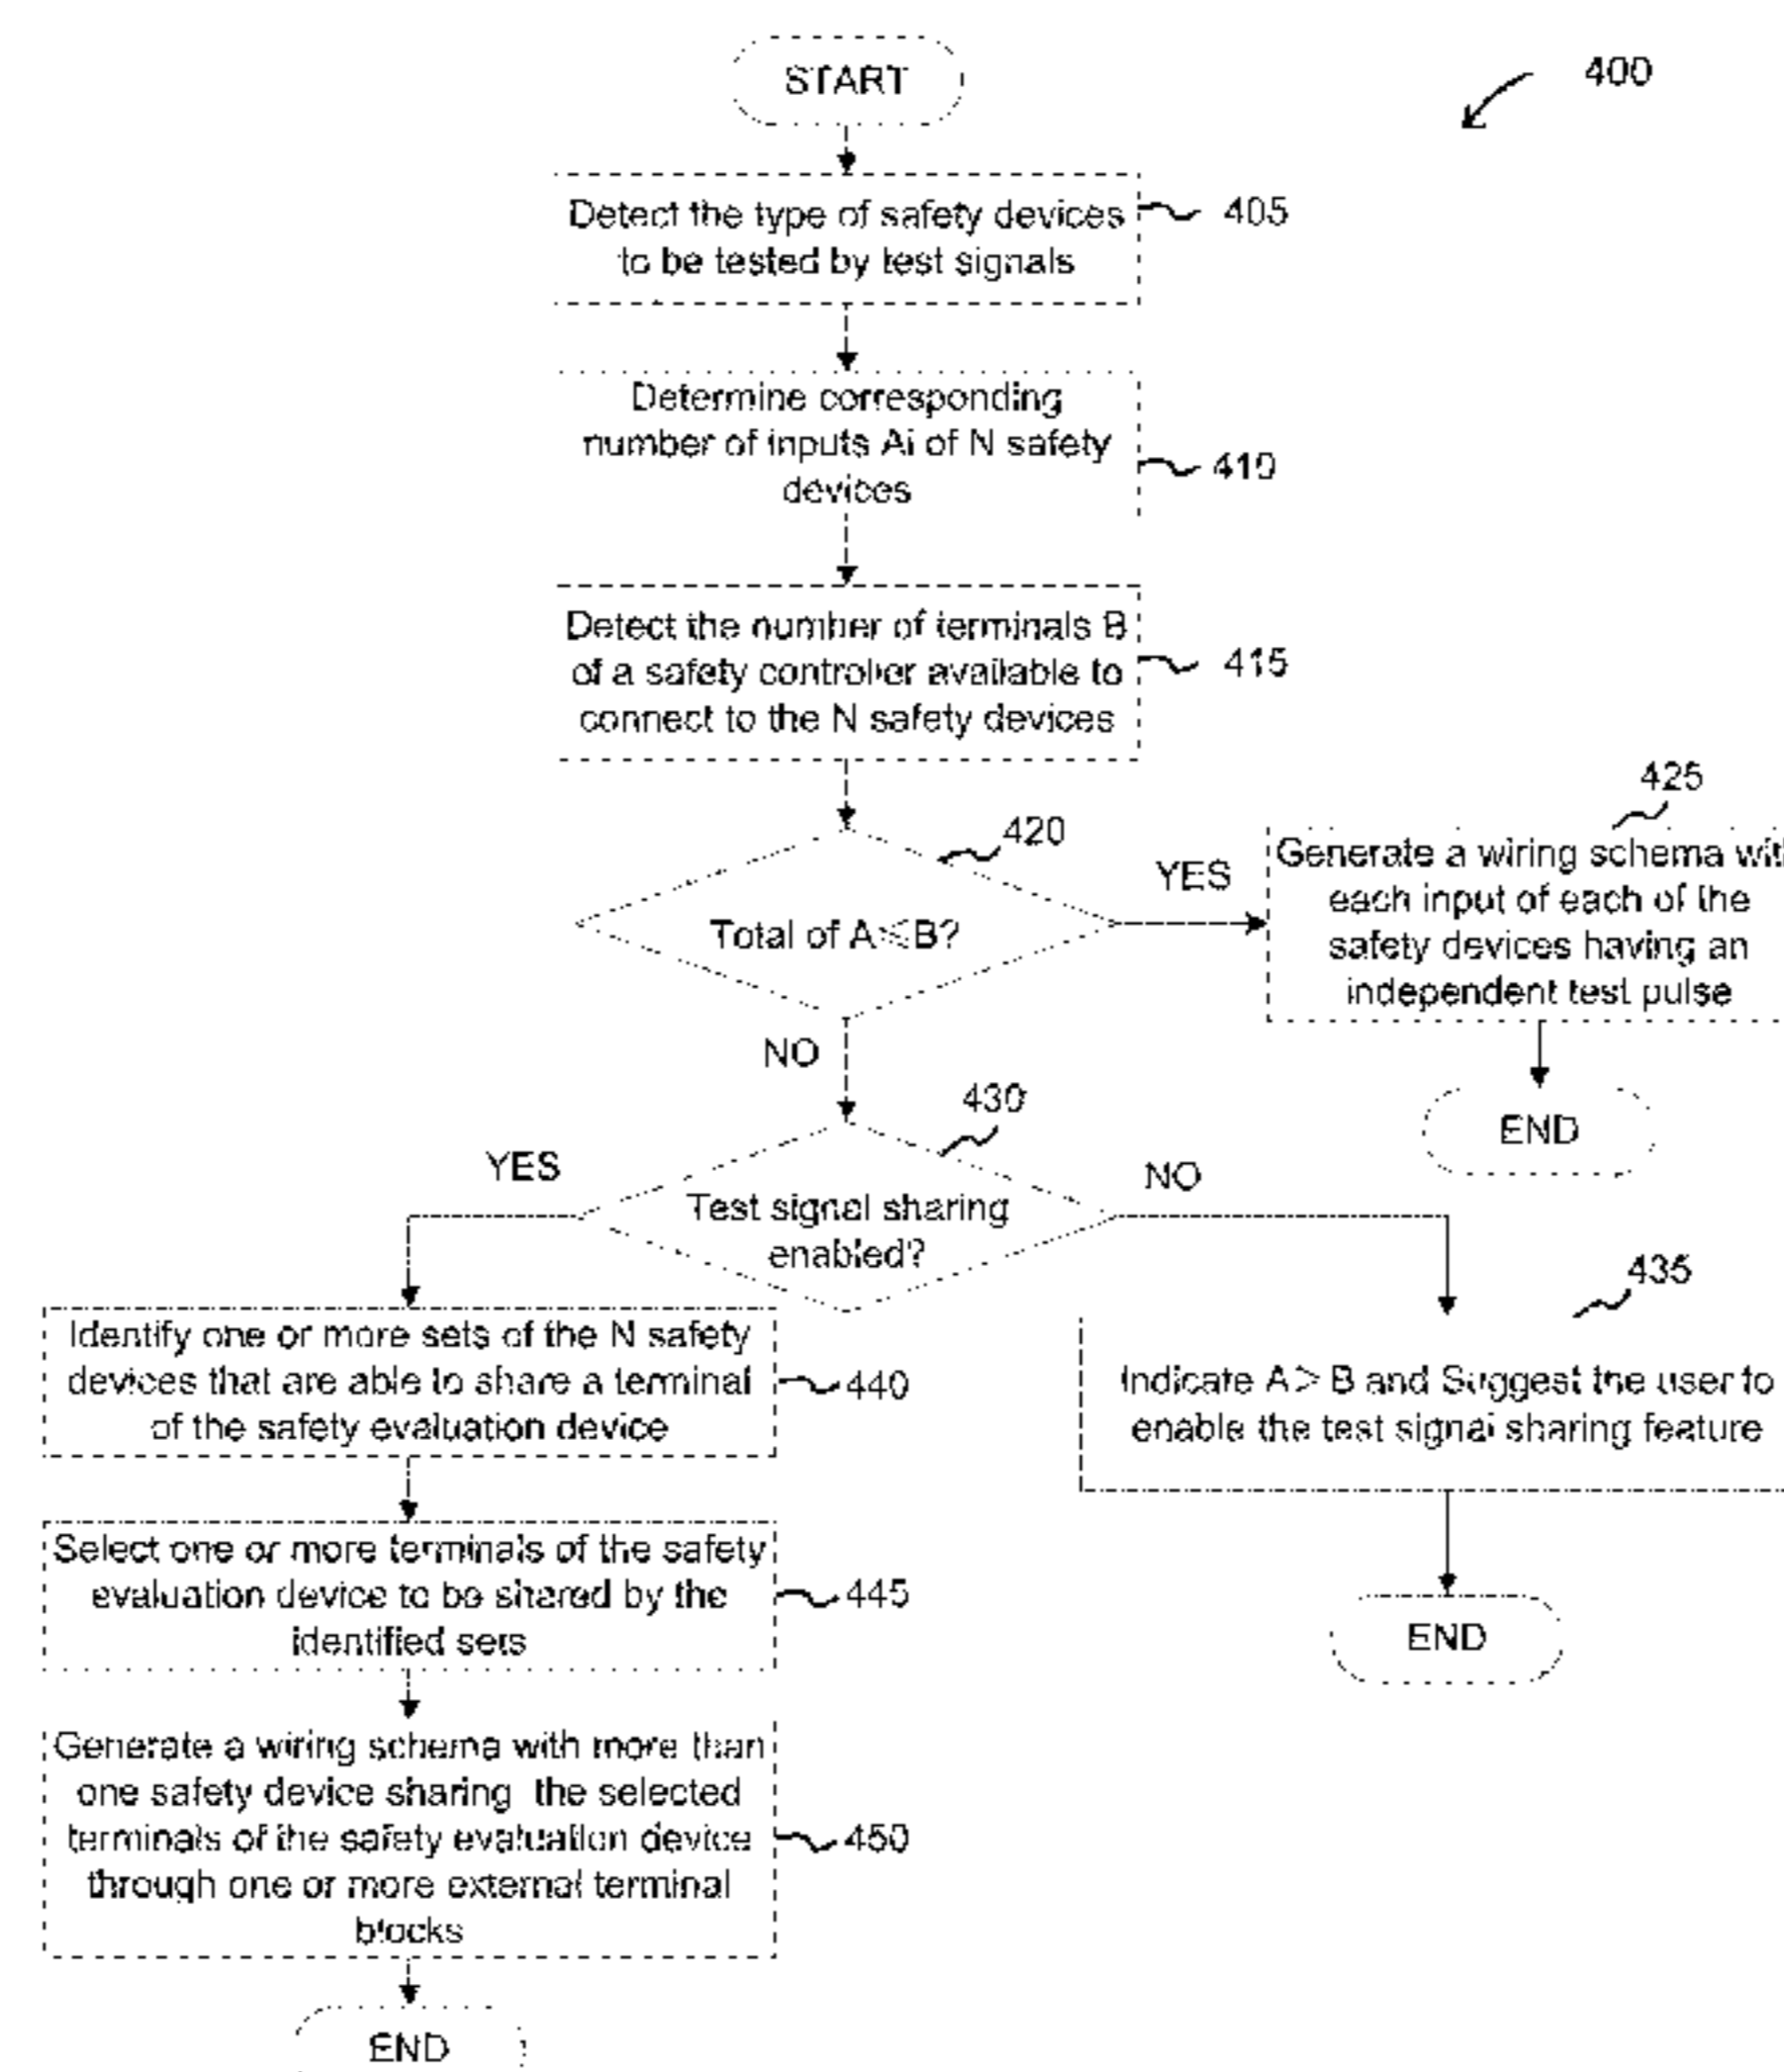 START
400
Detect the type of safety devices
to be tested by test signals
405
Determine corresponding
number of inputs Ai of N safety
devices
410
Detect the number of terminals B
of a safety controller available to
connect to the N safety devices
415
420
Total of A≤B?
YES
425
Generate a wiring schema with
each input of each of the
safety devices having an
independent test pulse
END
NO
430
Test signal sharing
enabled?
YES
NO
435
Indicate A > B and Suggest the user to
enable the test signal sharing feature
END
Identify one or more sets of the N safety
devices that are able to share a terminal
of the safety evaluation device
440
Select one or more terminals of the safety
evaluation device to be shared by the
identified sets
445
Generate a wiring schema with more than
one safety device sharing the selected
terminals of the safety evaluation device
through one or more external terminal
blocks
450
END